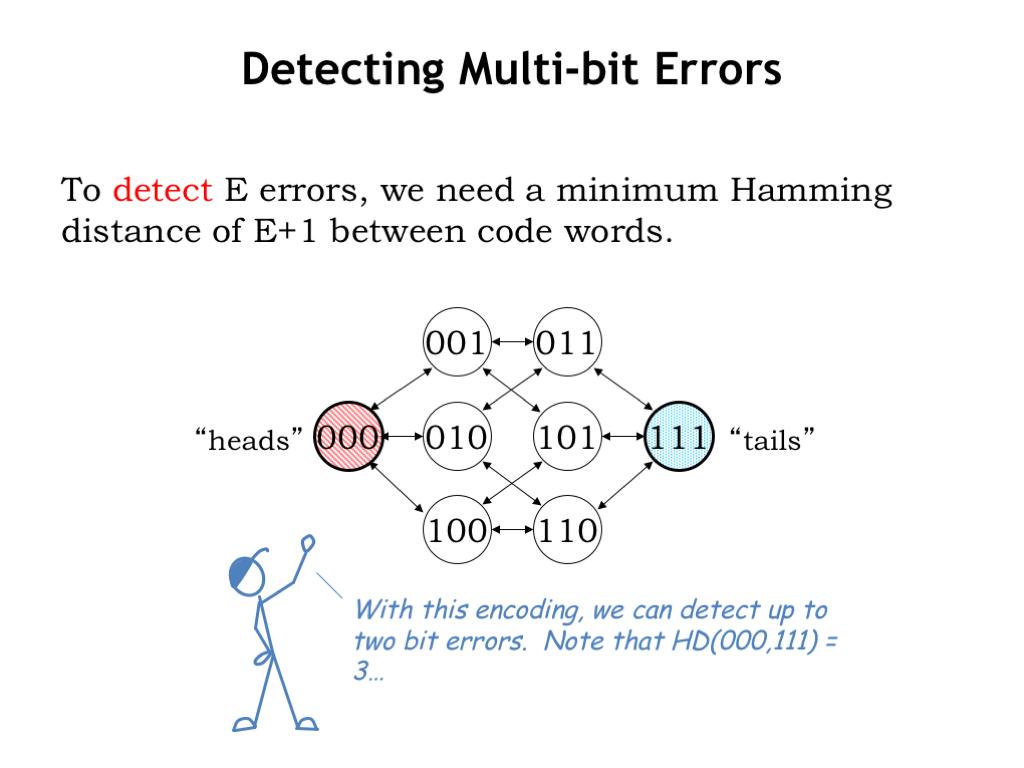 Detecting Multi-bit Errors
To detect E errors, we need a minimum Hamming
distance of E+1 between code words.
001 011
“heads” 000 010 101 111 “tails”
100 110
With this encoding, we can detect up to
two bit errors. Note that HD(000,111) =
3…